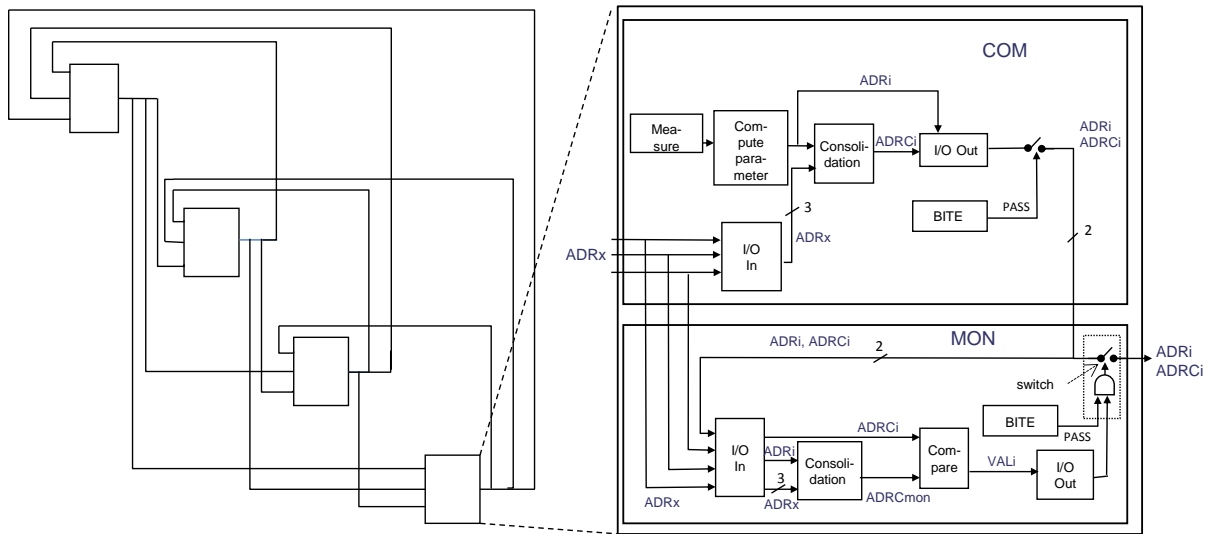 COM
ADRi
Mea-
sure
Com-
pute
para-
meter
Consoli-
dation
ADRCi
I/O Out
ADRi
ADRCi
BITE
PASS
3
ADRx
2
ADRx
I/O
In
MON
ADRi, ADRCi
2
ADRi
ADRCi
switch
BITE
PASS
I/O
In
ADRCi
ADRi
3
ADRx
ADRx
Consoli-
dation
ADRCmon
Com-
pare
VALi
I/O
Out